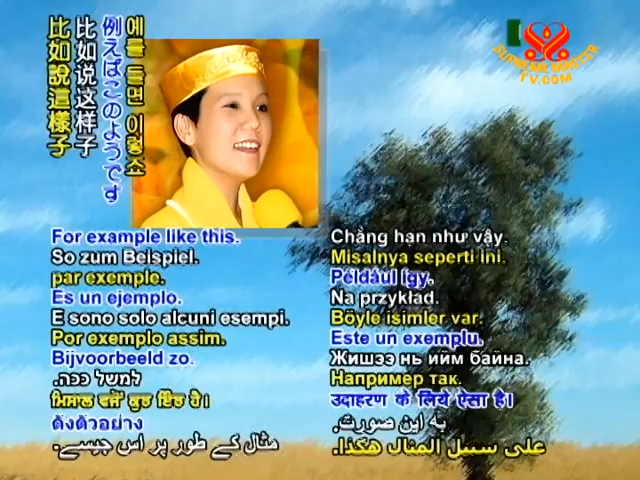 SUPREME MASTER
TV.COM
에를 들면 이렇소
例えばこのようです
比如说这样子
比如說這樣子
For example like this.
So zum Beispiel.
par exemple.
Es un ejemplo.
E sono solo alcuni esempi.
Por exemplo assim.
Bijvoorbeeld zo.
למשל ככה.
ਮਿਸਾਲ ਵਜੋਂ ਕੁਝ ਇੰਝ ਹੈ।
ดังตัวอย่าง
مثال کے طور پر اس جیسے۔
Chẳng hạn như vậy.
Misalnya seperti ini.
Például így.
Na przykład.
Böyle isimler var.
Este un exemplu.
Жишээ нь ийм байна.
Например так.
उदाहरण के लिये ऐसा है।
به این صورت.
على سبيل المثال هكذا.